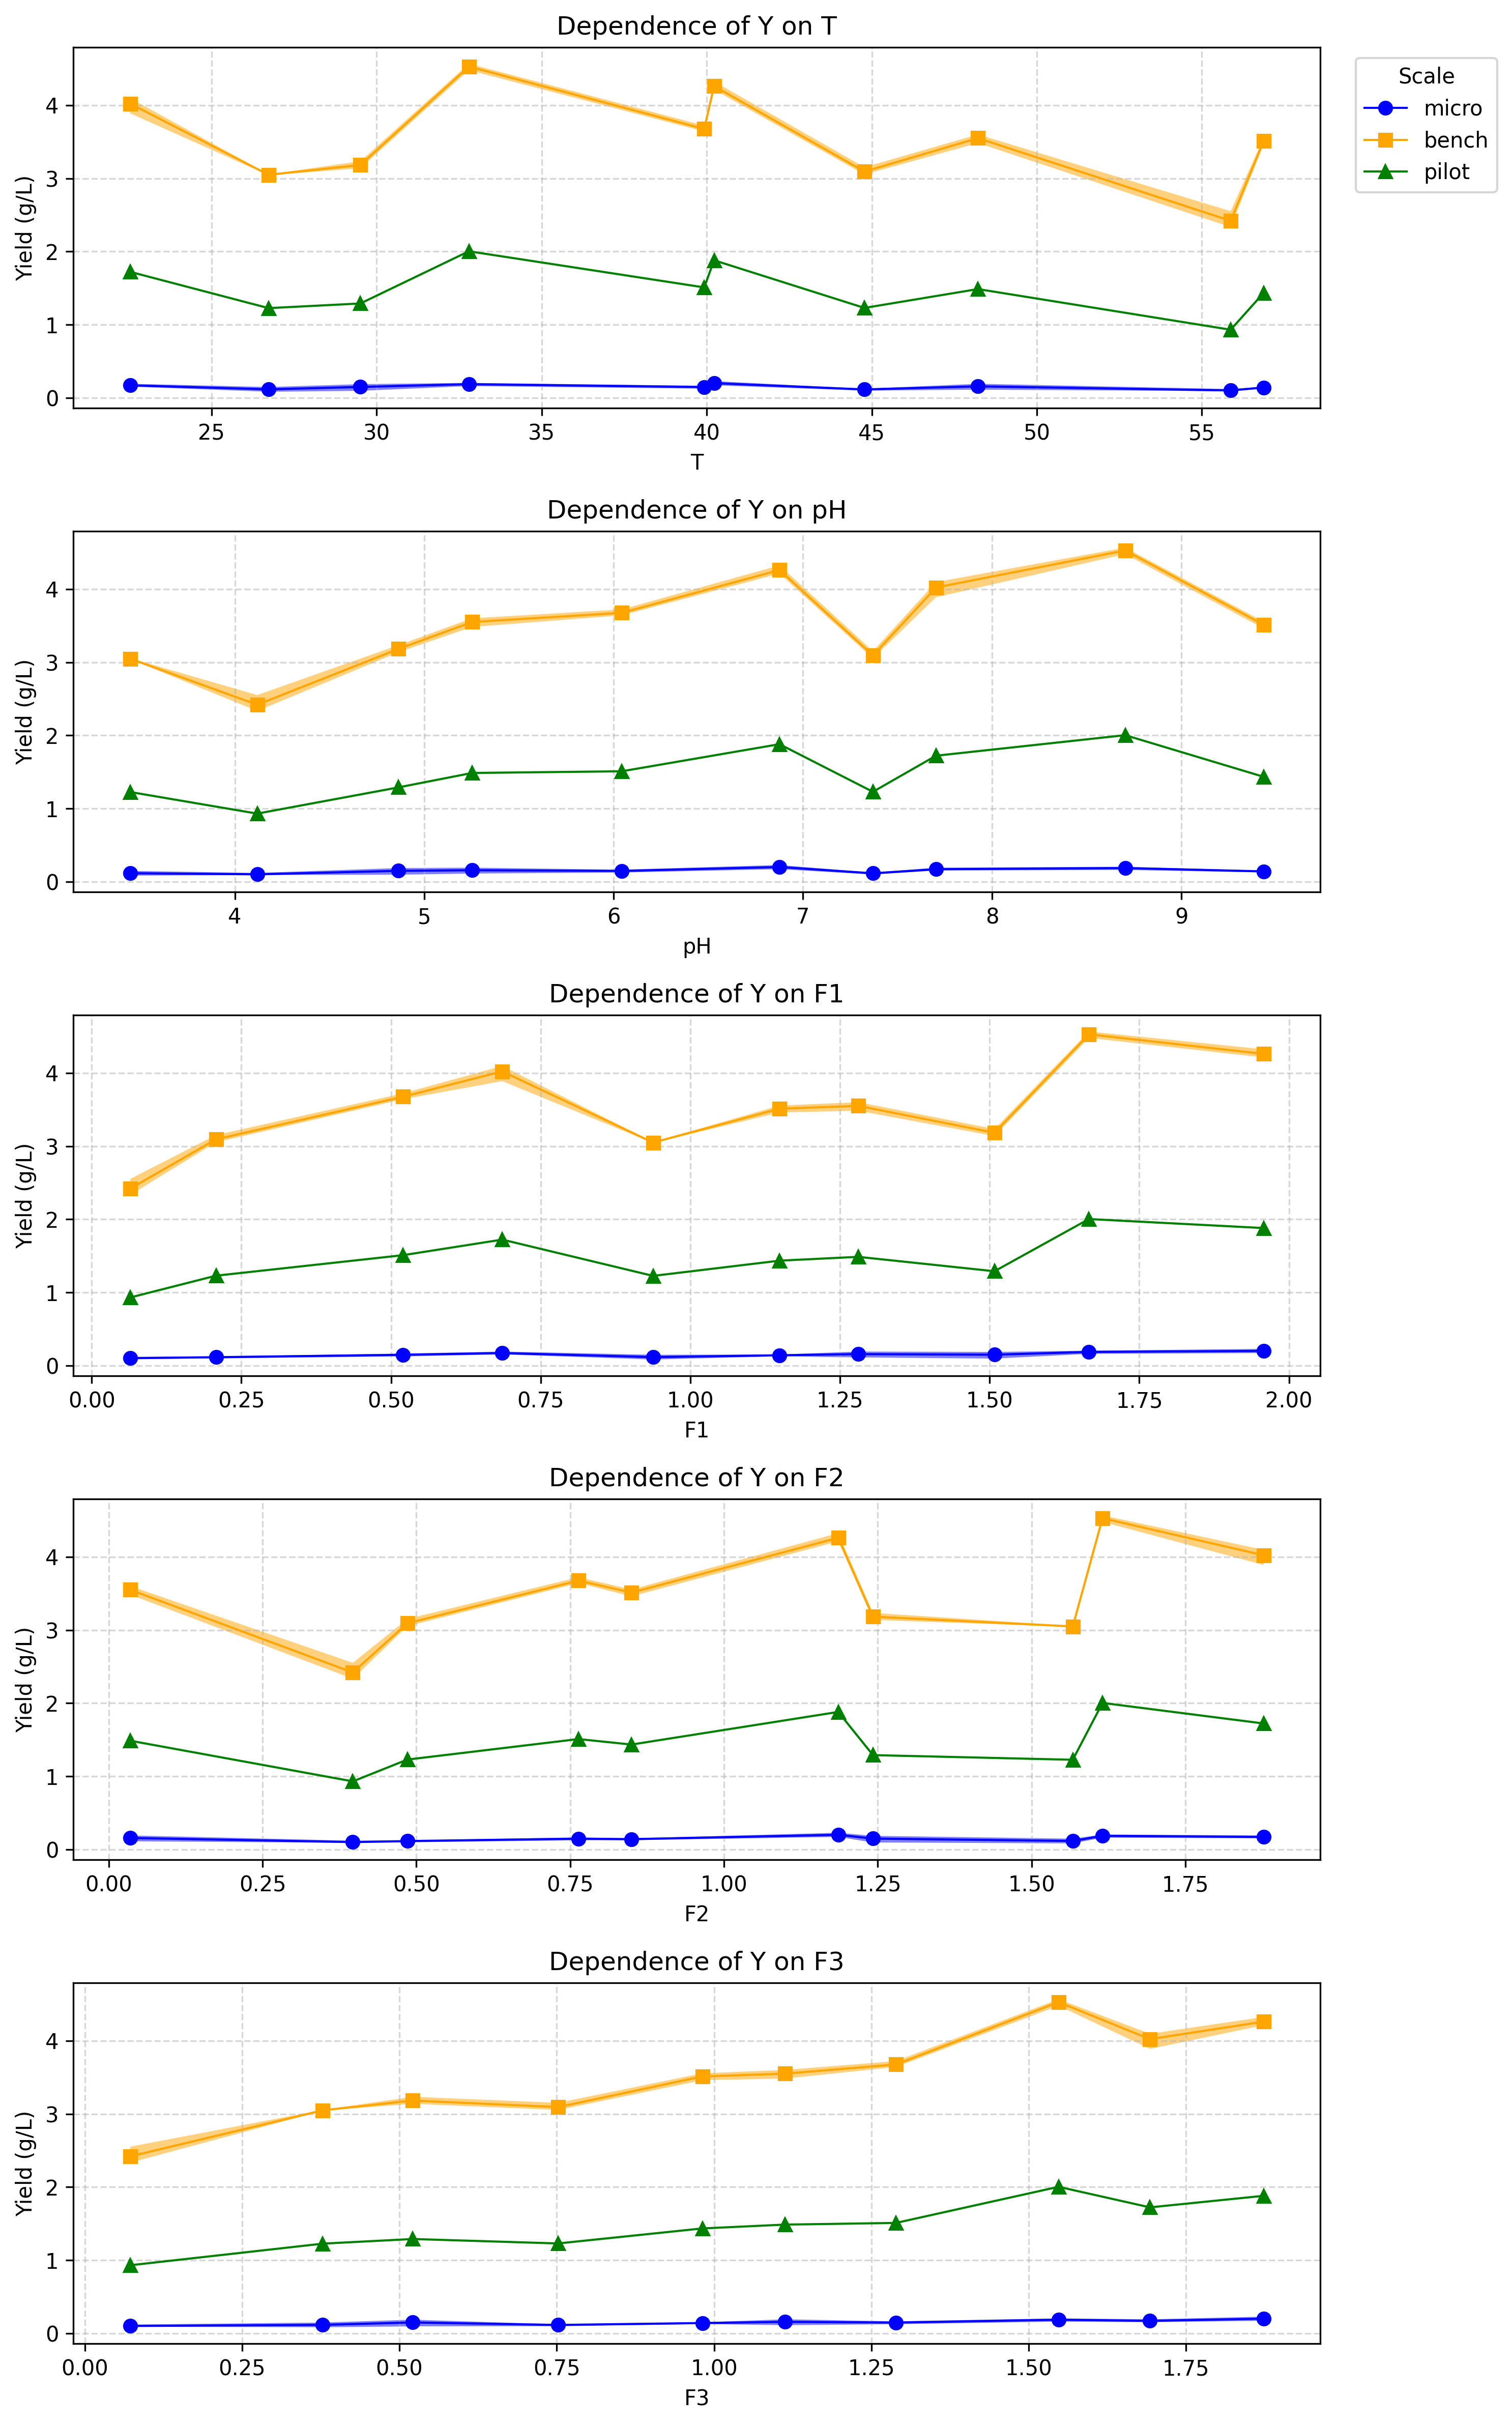 Dependence of Y on T
Yield (g/L)
0
1
2
3
4
25 30 35 40 45 50 55
T
Scale
micro
bench
pilot
Dependence of Y on pH
Yield (g/L)
0
1
2
3
4
4 5 6 7 8 9
pH
Dependence of Y on F1
Yield (g/L)
0
1
2
3
4
0.00 0.25 0.50 0.75 1.00 1.25 1.50 1.75 2.00
F1
Dependence of Y on F2
Yield (g/L)
0
1
2
3
4
0.00 0.25 0.50 0.75 1.00 1.25 1.50 1.75
F2
Dependence of Y on F3
Yield (g/L)
0
1
2
3
4
0.00 0.25 0.50 0.75 1.00 1.25 1.50 1.75
F3